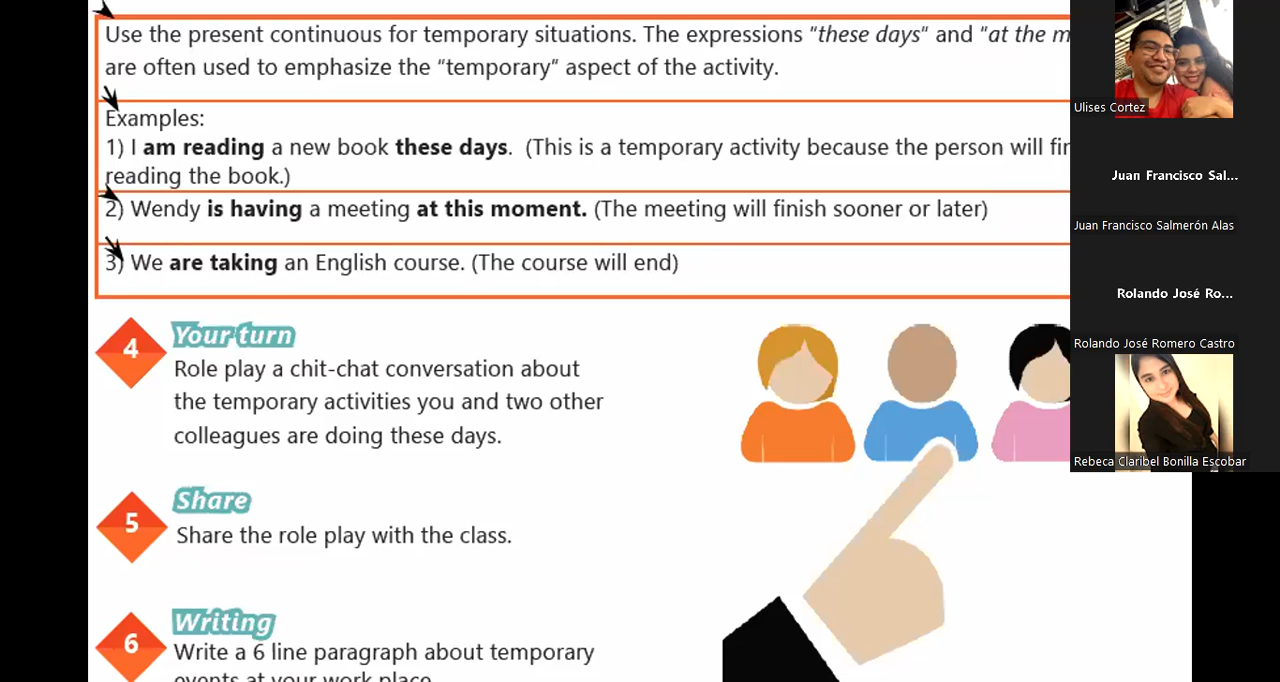 Use the present continuous for temporary situations. The expressions "these days" and "at the m
are often used to emphasize the "temporary" aspect of the activity.
Examples:
1) I am reading a new book these days. (This is a temporary activity because the person will fin
reading the book.)
2) Wendy is having a meeting at this moment. (The meeting will finish sooner or later)
3) We are taking an English course. (The course will end)
4
Your turn
Role play a chit-chat conversation about
the temporary activities you and two other
colleagues are doing these days.
5
Share
Share the role play with the class.
6
Writing
Write a 6 line paragraph about temporary
events at your work place
Ulises Cortez
Juan Francisco Sal...
Juan Francisco Salmerón Alas
Rolando José Ro...
Rolando José Romero Castro
Rebeca Claribel Bonilla Escobar